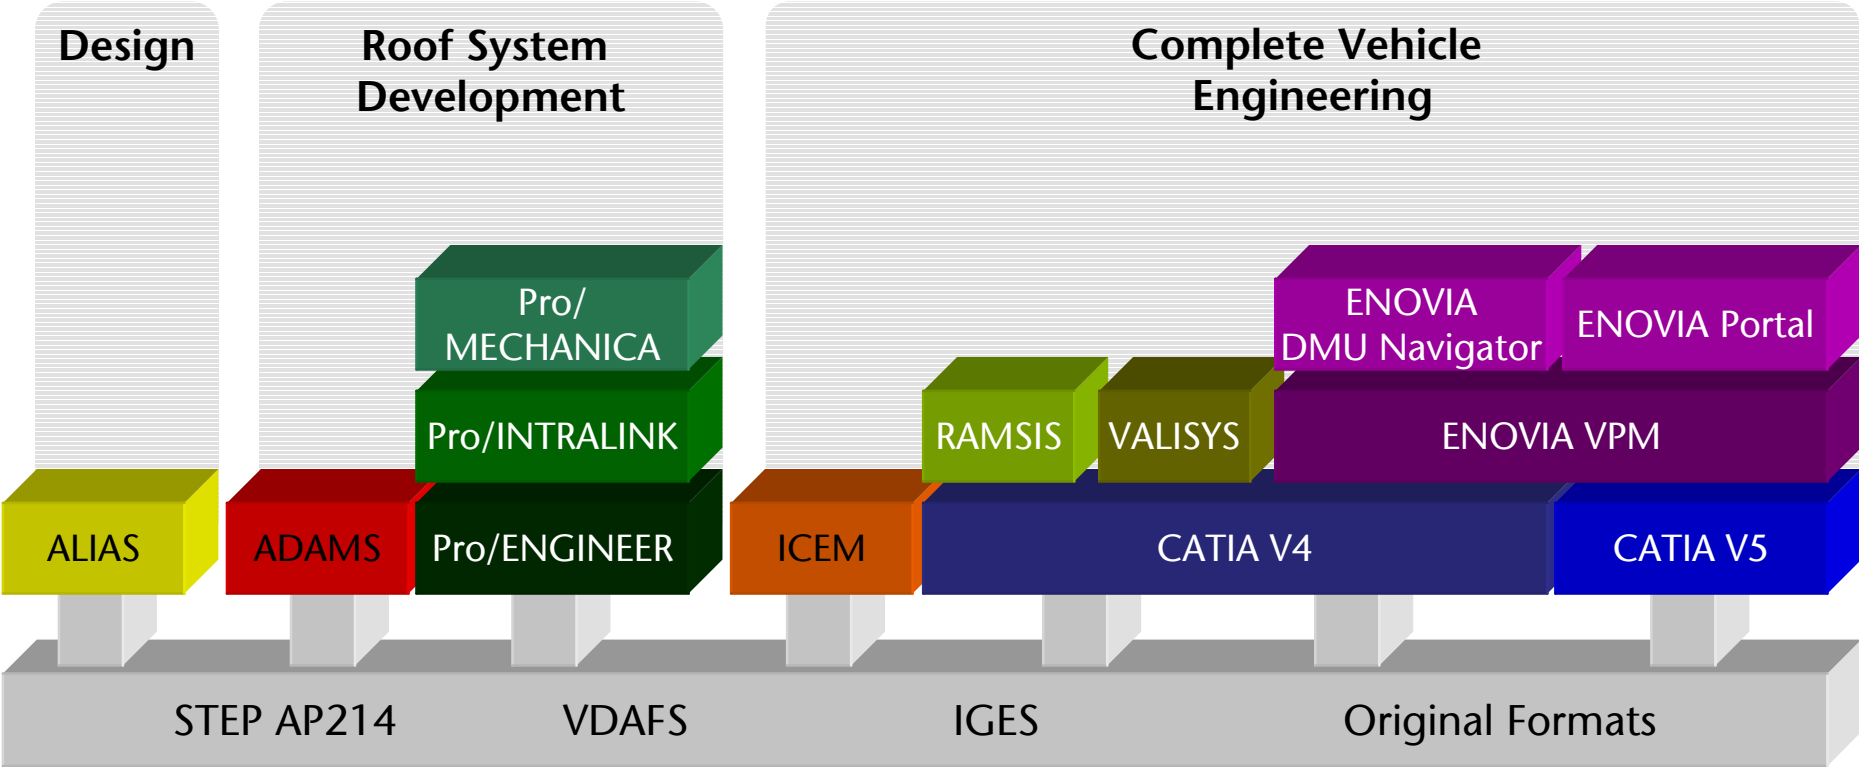 Design
Roof System
Development
Complete Vehicle
Engineering
Pro/
MECHANICA
ENOVIA
DMU Navigator
ENOVIA Portal
Pro/INTRALINK
RAMSIS
VALISYS
ENOVIA VPM
ALIAS
ADAMS
Pro/ENGINEER
ICEM
CATIA V4
CATIA V5
STEP AP214
VDAFS
IGES
Original Formats